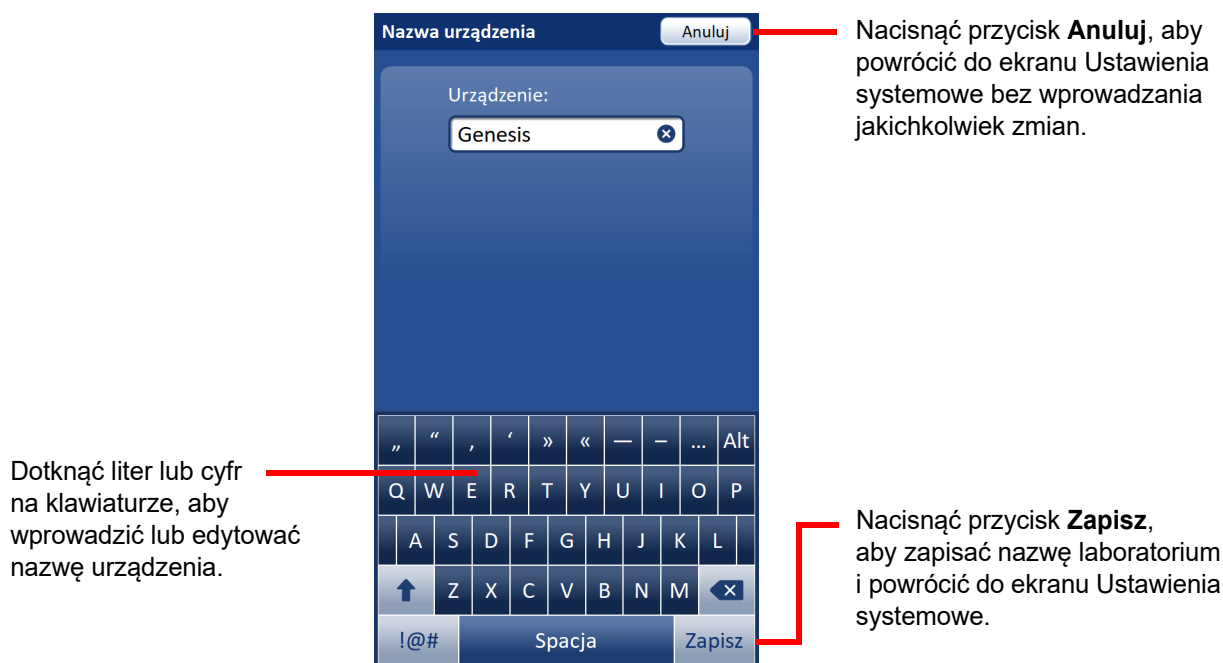 Nazwa urządzenia
Anuluj
Nacisnąć przycisk Anuluj, aby
powrócić do ekranu Ustawienia
systemowe bez wprowadzania
jakichkolwiek zmian.
Urządzenie:
Genesis
„ “ ‚ ‘ » « — – … Alt
Q W E R T Y U I O P
A S D F G H J K L
Z X C V B N M
!@# Spacja Zapisz
Dotknąć liter lub cyfr
na klawiaturze, aby
wprowadzić lub edytować
nazwę urządzenia.
Nacisnąć przycisk Zapisz,
aby zapisać nazwę laboratorium
i powrócić do ekranu Ustawienia
systemowe.